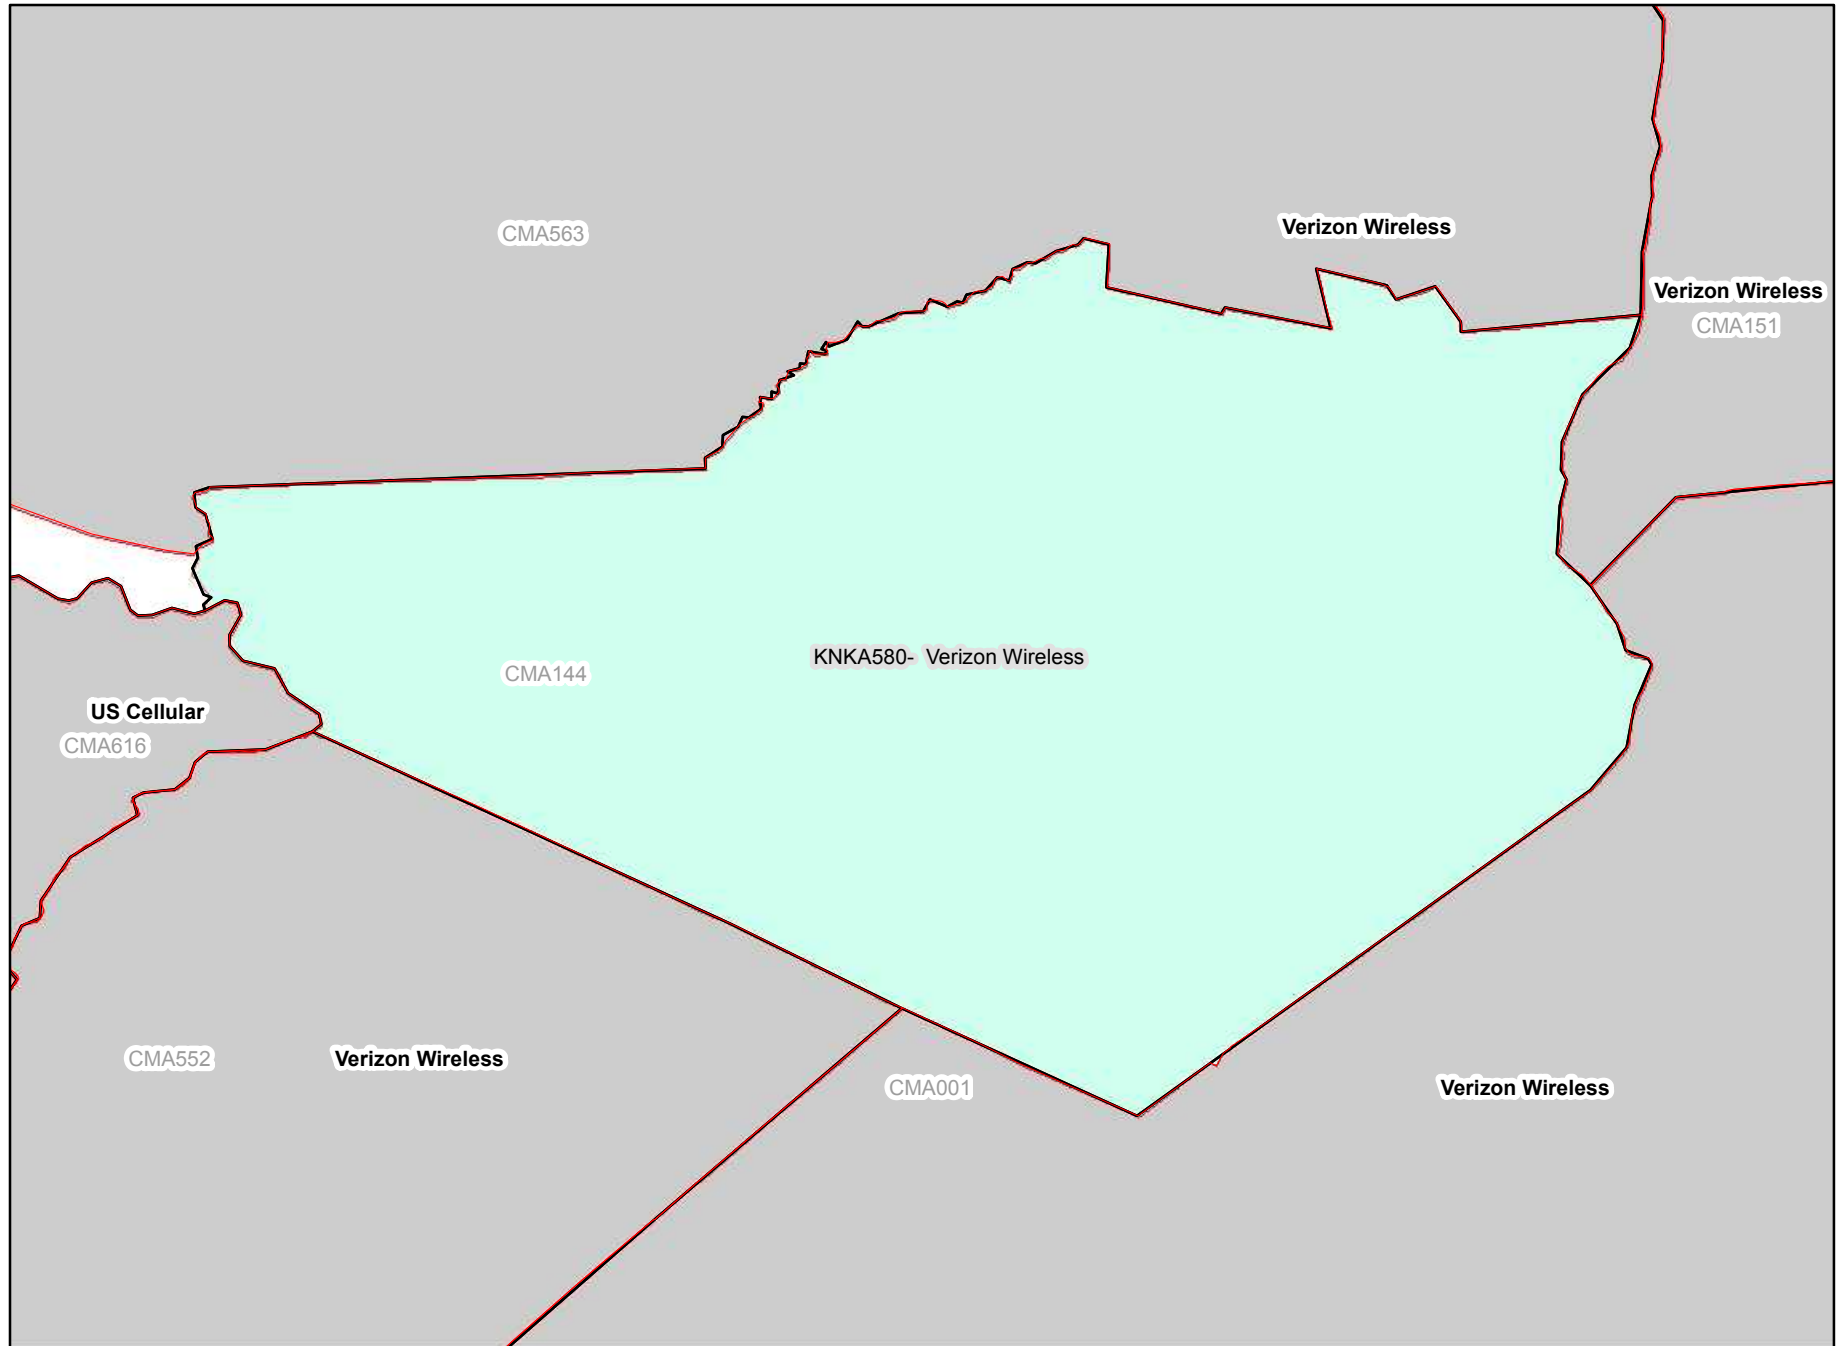 CMA563
Verizon Wireless
Verizon Wireless
CMA151
KNKA580- Verizon Wireless
CMA144
US Cellular
CMA616
CMA552
Verizon Wireless
CMA001
Verizon Wireless